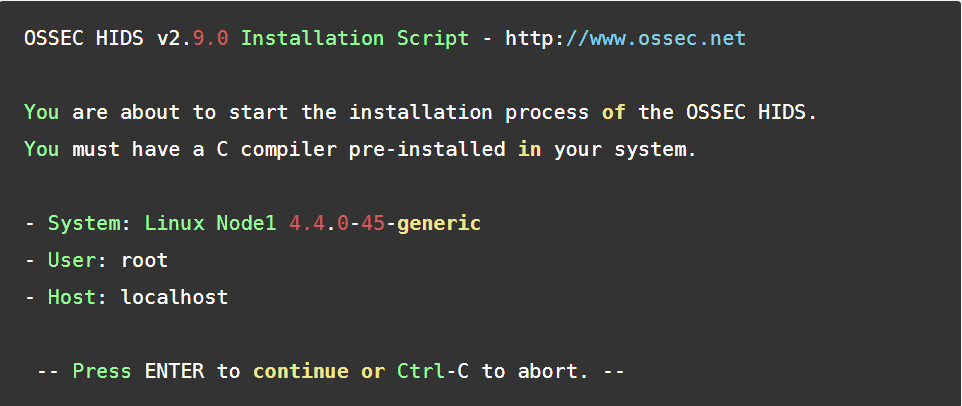 OSSEC HIDS v2.9.0 Installation Script - http://www.ossec.net
You are about to start the installation process of the OSSEC HIDS.
You must have a C compiler pre-installed in your system.
- System: Linux Node1 4.4.0-45-generic
- User: root
- Host: localhost
-- Press ENTER to continue or Ctrl-C to abort. --